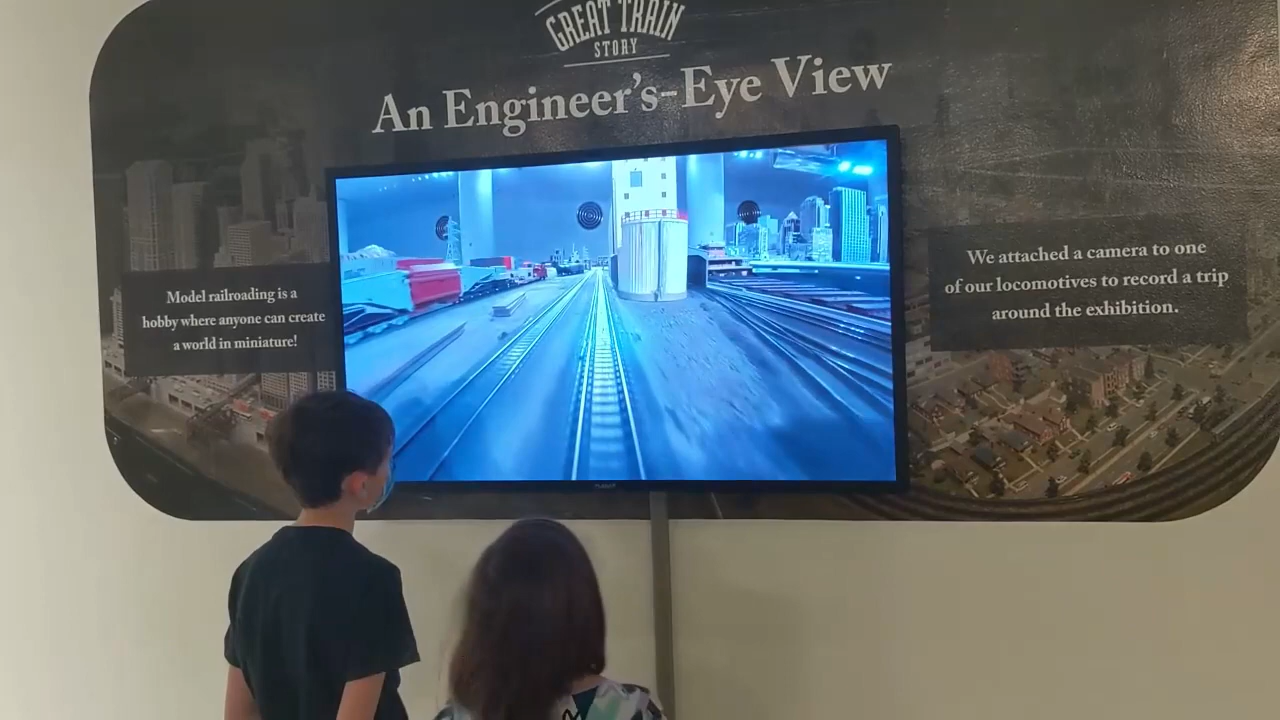 GREAT TRAIN
STORY
An Engineer's-Eye View
Model railroading is a
hobby where anyone can create
a world in miniature!
We attached a camera to one
of our locomotives to record a trip
around the exhibition.